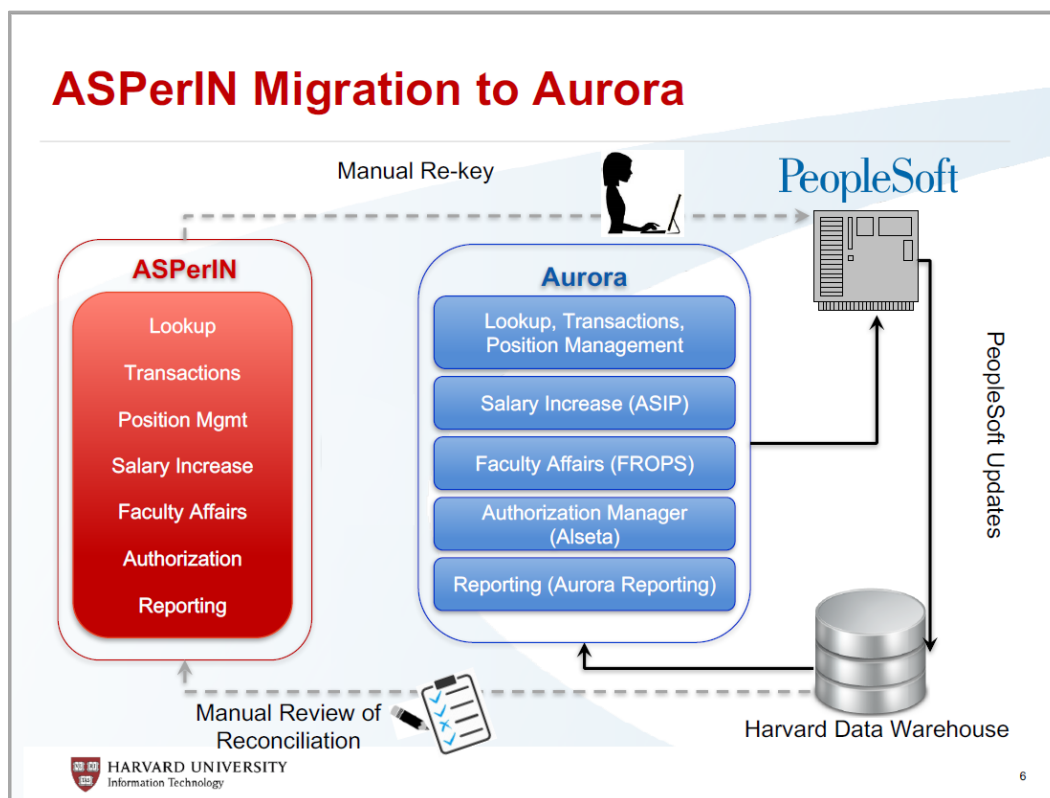 ASPerIN Migration to Aurora
Manual Re-key
PeopleSoft
ASPerIN
Lookup
Transactions
Position Mgmt
Salary Increase
Faculty Affairs
Authorization
Reporting
Aurora
Lookup, Transactions,
Position Management
Salary Increase (ASIP)
Faculty Affairs (FROPS)
Authorization Manager
(Alseta)
Reporting (Aurora Reporting)
PeopleSoft Updates
Manual Review of
Reconciliation
Harvard Data Warehouse
HARVARD UNIVERSITY
Information Technology
6